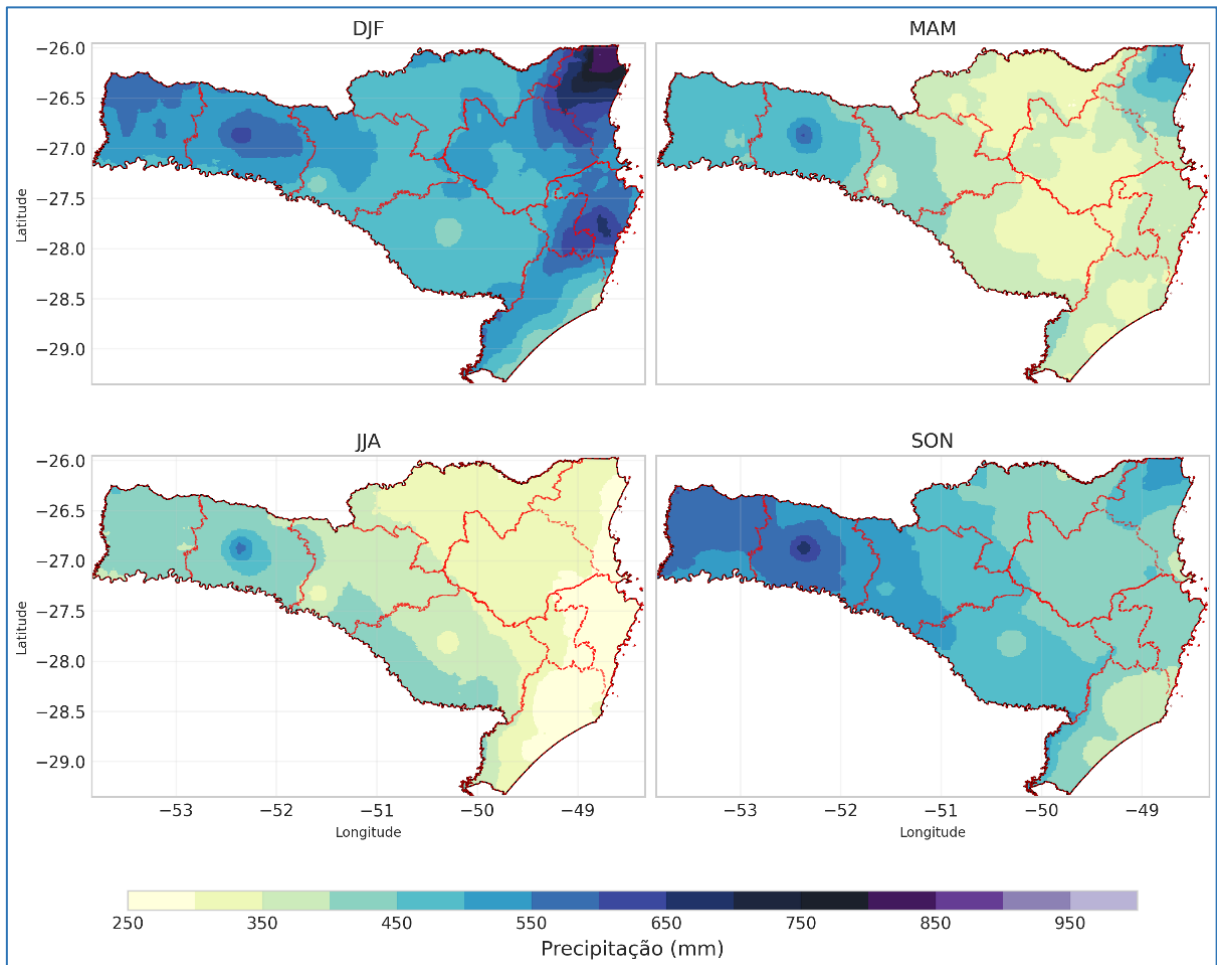 DJF MAM
−26.0
−26.5
−27.0
−27.5
−28.0
−28.5
−29.0
Latitude
JJA SON
−26.0
−26.5
−27.0
−27.5
−28.0
−28.5
−29.0
Latitude
−53 −52 −51 −50 −49 −53 −52 −51 −50 −49
Longitude Longitude
250 350 450 550 650 750 850 950
Precipitação (mm)